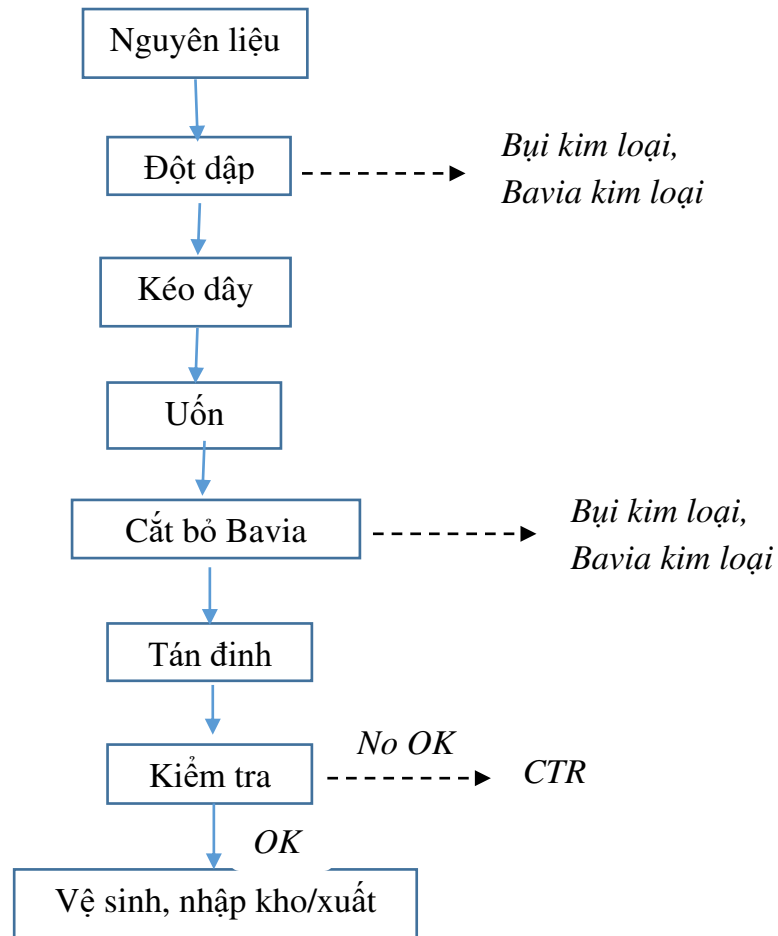 Nguyên liệu
Đột dập
Bụi kim loại,
Bavia kim loại
Kéo dây
Uốn
Cắt bỏ Bavia
Bụi kim loại,
Bavia kim loại
Tán đinh
Kiểm tra
No OK
CTR
OK
Vệ sinh, nhập kho/xuất